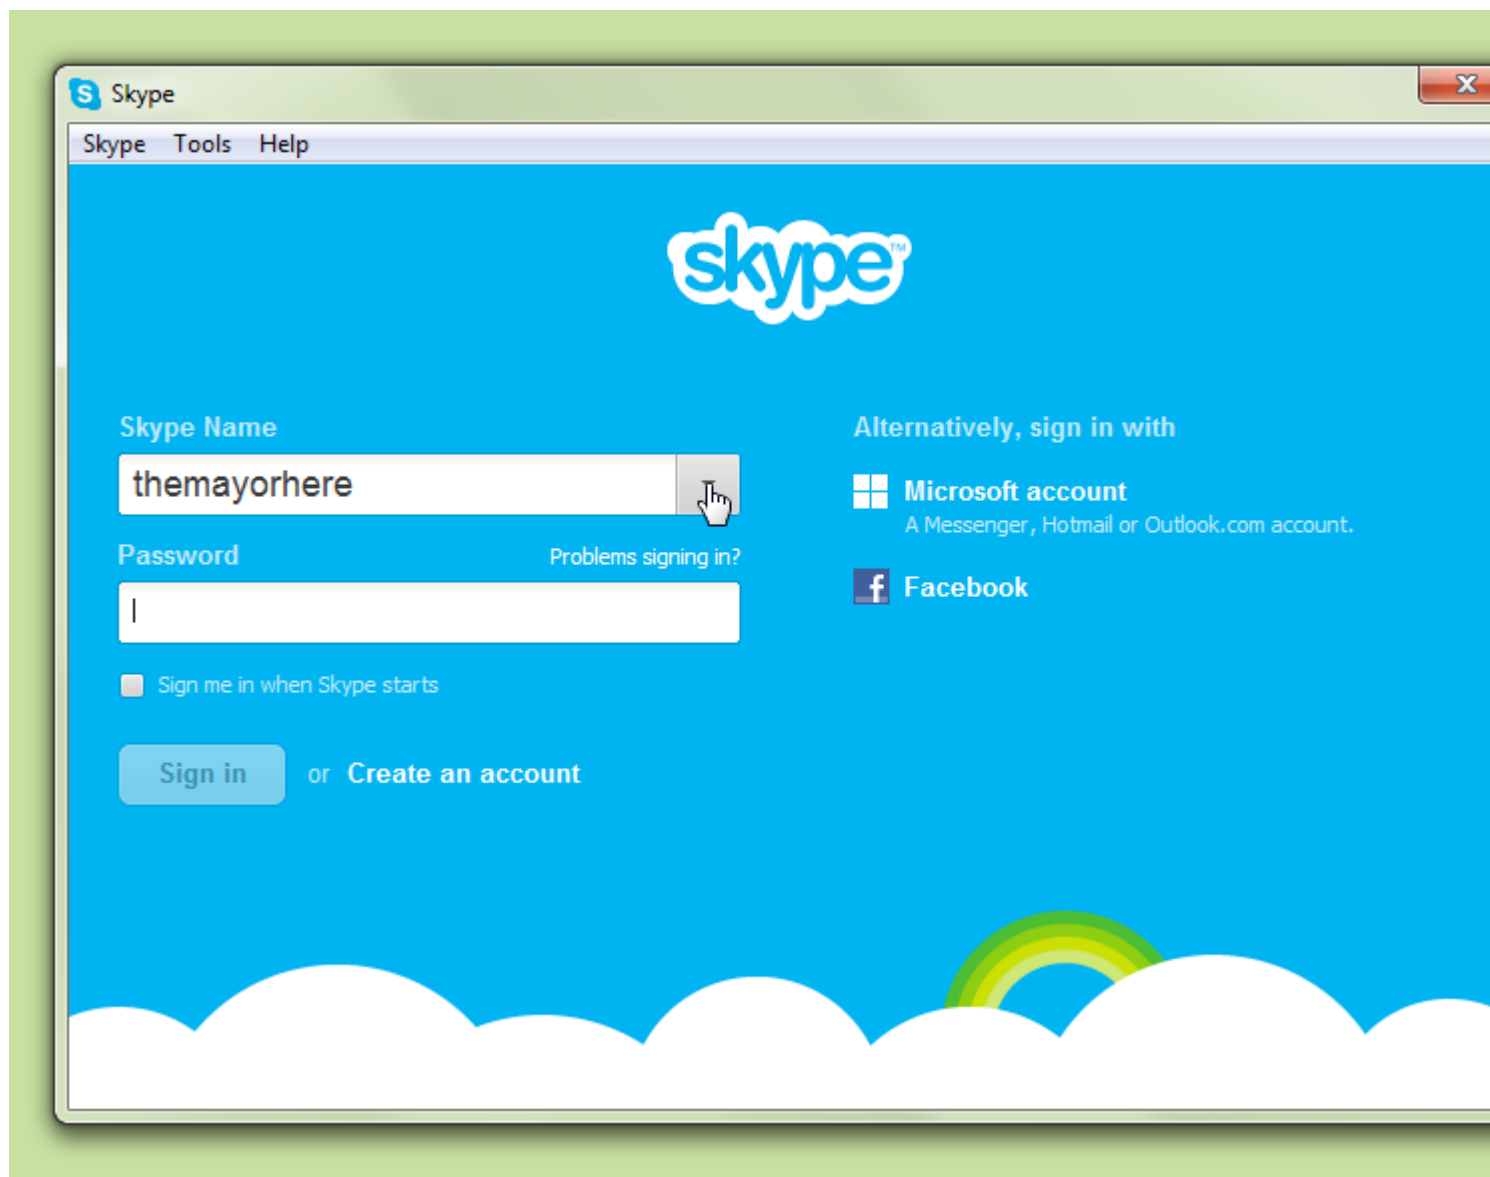 Skype
Skype Tools Help
skype™
Skype Name
themayorhere
Password
Problems signing in?
Sign me in when Skype starts
Sign in or Create an account
Alternatively, sign in with
Microsoft account
A Messenger, Hotmail or Outlook.com account.
Facebook